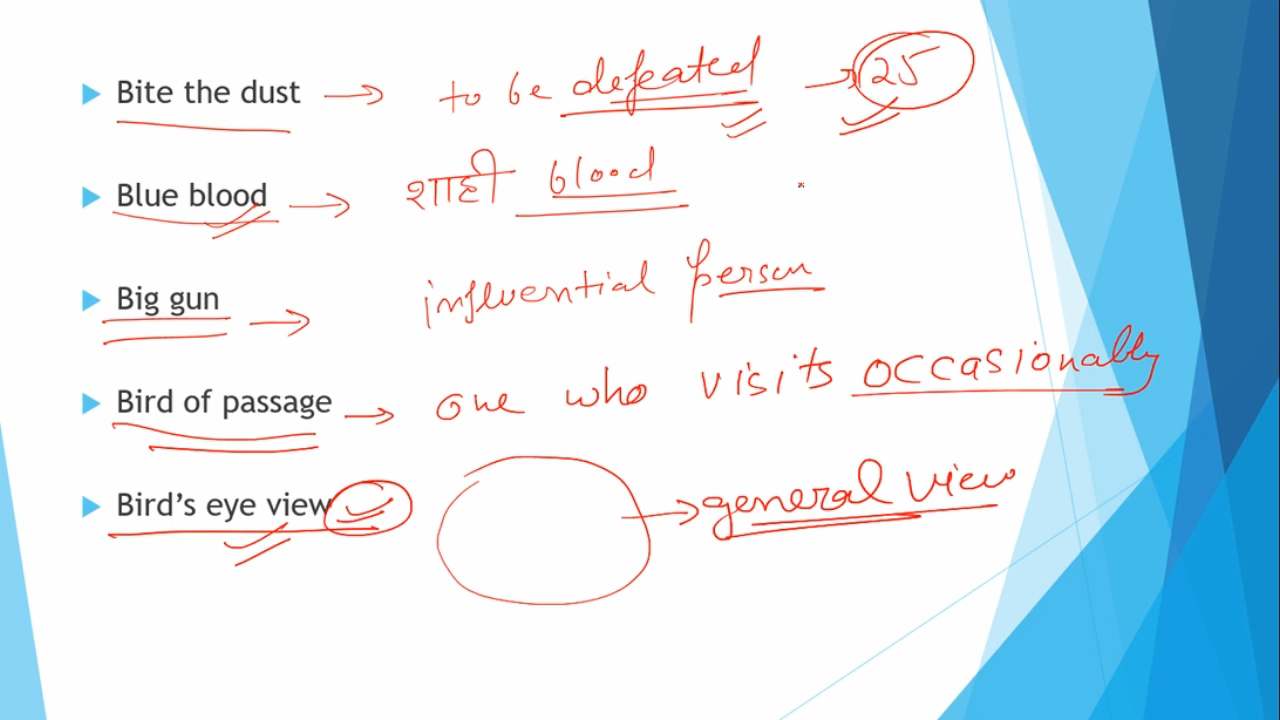 Bite the dust → to be defeated → 25
Blue blood → शाही blood
Big gun → influential person
Bird of passage → one who visits occasionally
Bird's eye view → general view